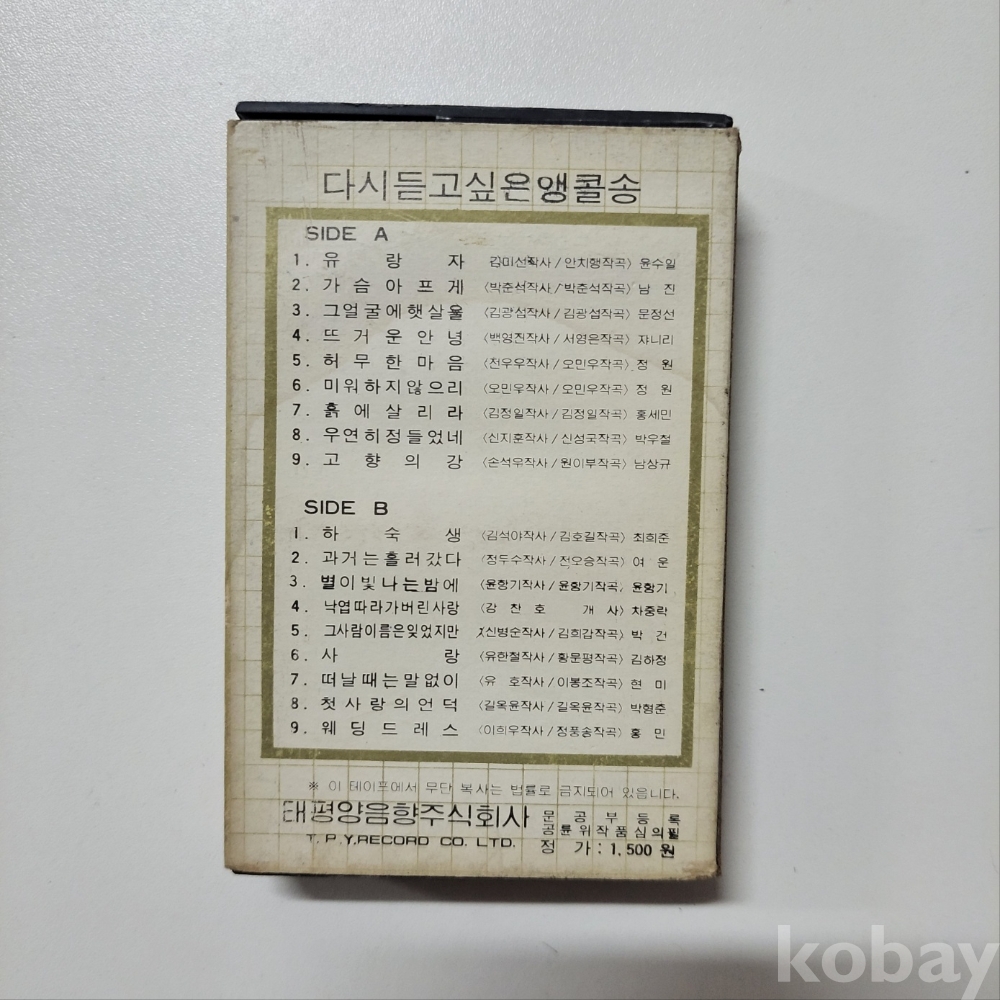 다시듣고싶은앵콜송
SIDE A
1. 유랑자 김미선작사/안치행작곡> 윤수일
2. 가슴아프게 <박춘석작사/박춘석작곡> 남진
3. 그얼굴에햇살을 <김광섭작사/김광섭작곡> 문정선
4. 뜨거운안녕 <백영진작사/서영은작곡> 쟈니리
5. 허무한마음 <전우우작사/오민우작곡> 정원
6. 미워하지않으리 <오민우작사/오민우작곡> 정원
7. 흙에살리라 <김정일작사/김정일작곡> 홍세민
8. 우연히정들었네 <신지훈작사/신성국작곡> 박우철
9. 고향의강 <손석우작사/원이부작곡> 남상규
SIDE B
1. 하숙생 <김석야작사/김호길작곡> 최희준
2. 과거는흘러갔다 <정두수작사/전오승작곡> 여운
3. 별이빛나는밤에 <윤항기작사/윤항기작곡> 윤항기
4. 낙엽따라가버린사랑 <강찬호 개사> 차중락
5. 그사람이름은잊었지만 <신병순작사/김희갑작곡> 박건
6. 사랑 <유한철작사/황문평작곡> 김하정
7. 떠날때는말없이 <유호작사/이봉조작곡> 현미
8. 첫사랑의언덕 <길옥윤작사/길옥윤작곡> 박형준
9. 웨딩드레스 <이희우작사/정풍송작곡> 홍민
※ 이 테이프에서 무단 복사는 법률로 금지되어 있읍니다.
태평양음향주식회사 문공부등록
공륜위작품심의필
T.P.Y.RECORD CO. LTD. 정가: 1,500원
kobay